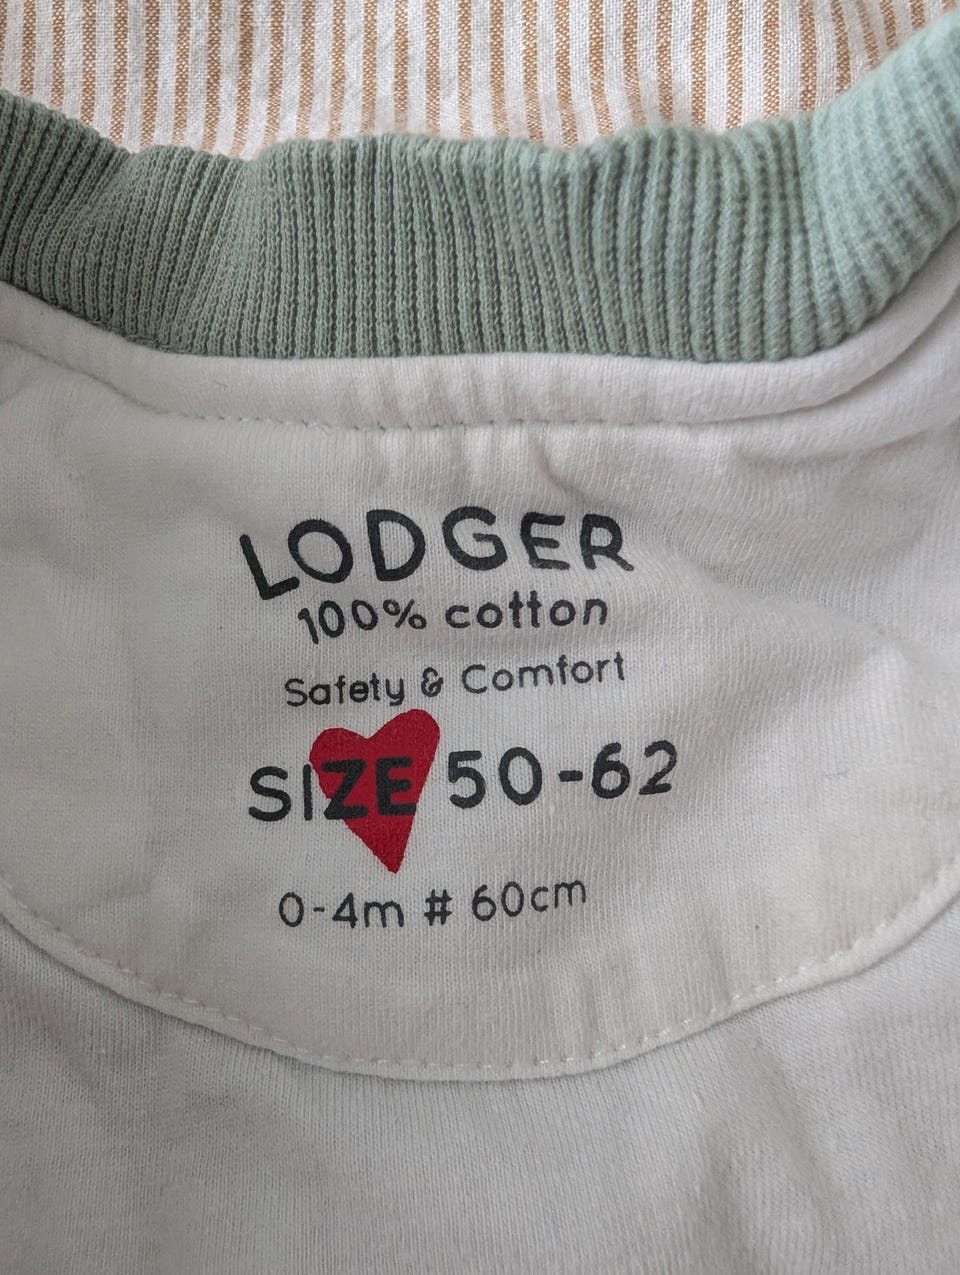 LODGER
100% cotton
Safety & Comfort
SIZE 50-62
0-4m # 60cm